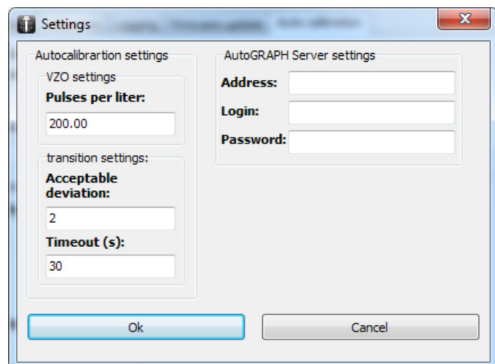 Settings
Autocalibrartion settings
VZO settings
Pulses per liter:
200.00
transition settings:
Acceptable
deviation:
2
Timeout (s):
30
AutoGRAPH Server settings
Address:
Login:
Password:
Ok
Cancel